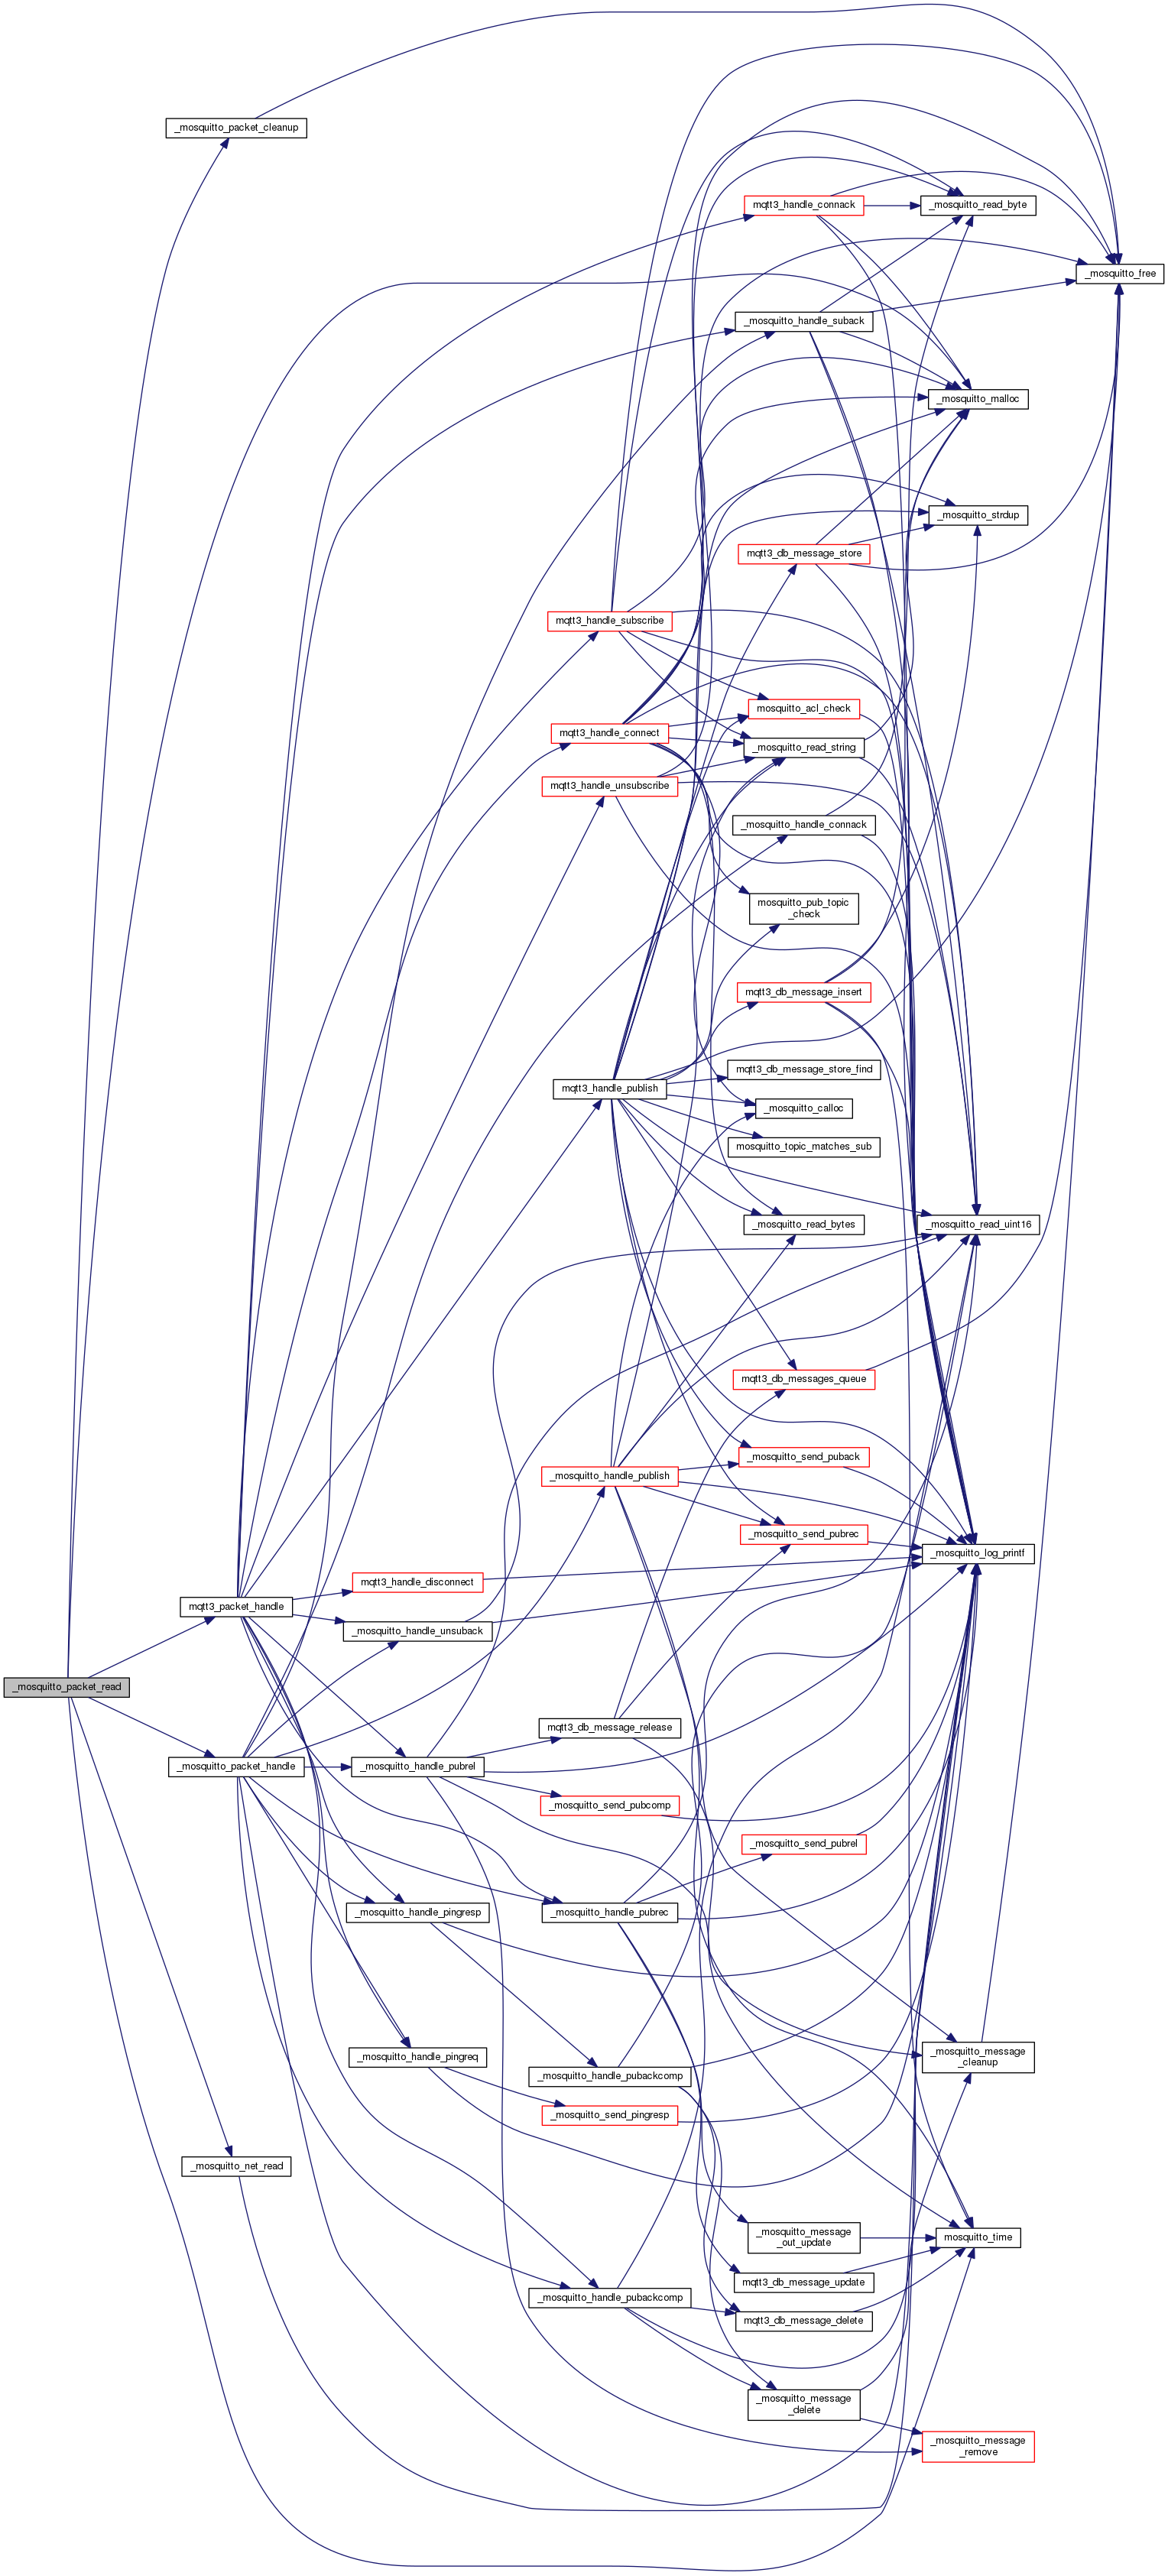 _mosquitto_packet_cleanup
mqtt3_handle_connack
_mosquitto_read_byte
_mosquitto_free
_mosquitto_handle_suback
_mosquitto_malloc
_mosquitto_strdup
mqtt3_db_message_store
mqtt3_handle_subscribe
mosquitto_acl_check
mqtt3_handle_connect
_mosquitto_read_string
mqtt3_handle_unsubscribe
_mosquitto_handle_connack
mosquitto_pub_topic
_check
mqtt3_db_message_insert
mqtt3_db_message_store_find
mqtt3_handle_publish
_mosquitto_calloc
mosquitto_topic_matches_sub
_mosquitto_read_bytes
_mosquitto_read_uint16
mqtt3_db_messages_queue
_mosquitto_send_puback
_mosquitto_handle_publish
_mosquitto_send_pubrec
_mosquitto_log_printf
mqtt3_handle_disconnect
mqtt3_packet_handle
_mosquitto_handle_unsuback
_mosquitto_packet_read
mqtt3_db_message_release
_mosquitto_packet_handle
_mosquitto_handle_pubrel
_mosquitto_send_pubcomp
_mosquitto_send_pubrel
_mosquitto_handle_pingresp
_mosquitto_handle_pubrec
_mosquitto_handle_pingreq
_mosquitto_message
_cleanup
_mosquitto_handle_pubackcomp
_mosquitto_send_pingresp
_mosquitto_net_read
_mosquitto_message
_out_update
mosquitto_time
mqtt3_db_message_update
_mosquitto_handle_pubackcomp
mqtt3_db_message_delete
_mosquitto_message
_delete
_mosquitto_message
_remove